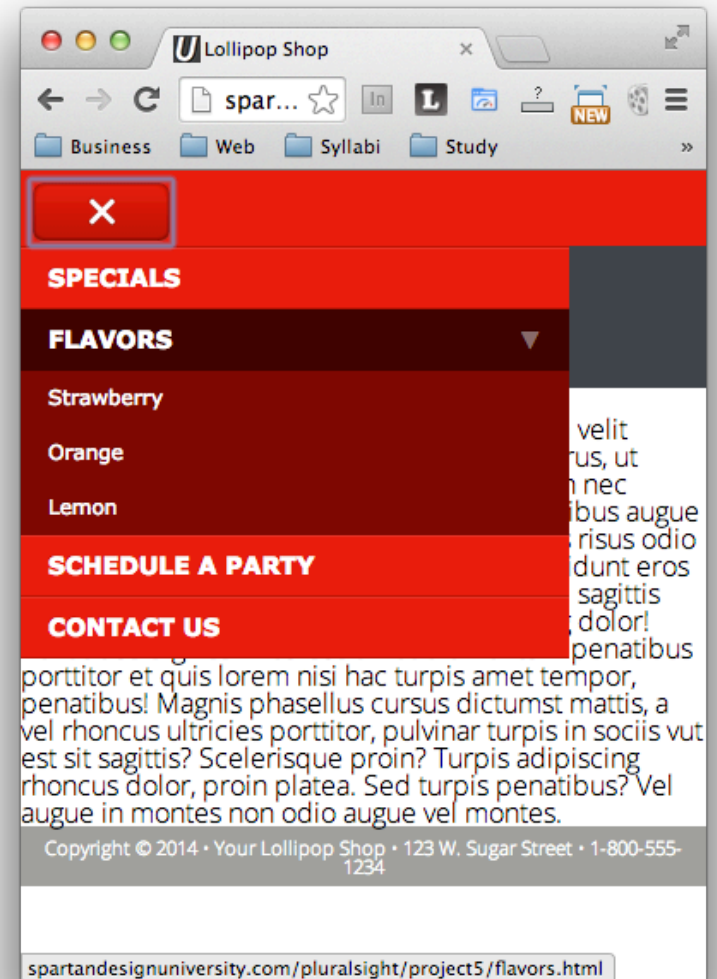 Lollipop Shop
spar...
In
L
?
NEW
Business Web Syllabi Study »
SPECIALS
FLAVORS
Strawberry
Orange
Lemon
SCHEDULE A PARTY
CONTACT US
velit
rus, ut
nec
ibus augue
risus odio
idunt eros
sagittis
dolor!
penatibus
porttitor et quis lorem nisi hac turpis amet tempor,
penatibus! Magnis phasellus cursus dictumst mattis, a
vel rhoncus ultricies porttitor, pulvinar turpis in sociis vut
est sit sagittis? Scelerisque proin? Turpis adipiscing
rhoncus dolor, proin platea. Sed turpis penatibus? Vel
augue in montes non odio augue vel montes.
Copyright © 2014 • Your Lollipop Shop • 123 W. Sugar Street • 1-800-555-
1234
spartandesignuniversity.com/pluralsight/project5/flavors.html